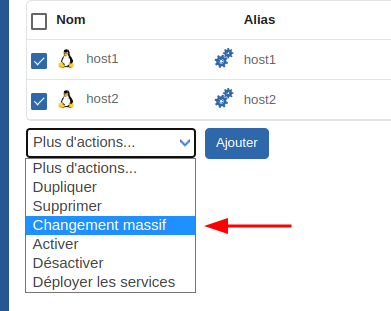 Nom Alias
host1 host1
host2 host2
Plus d'actions... Ajouter
Plus d'actions...
Dupliquer
Supprimer
Changement massif
Activer
Désactiver
Déployer les services